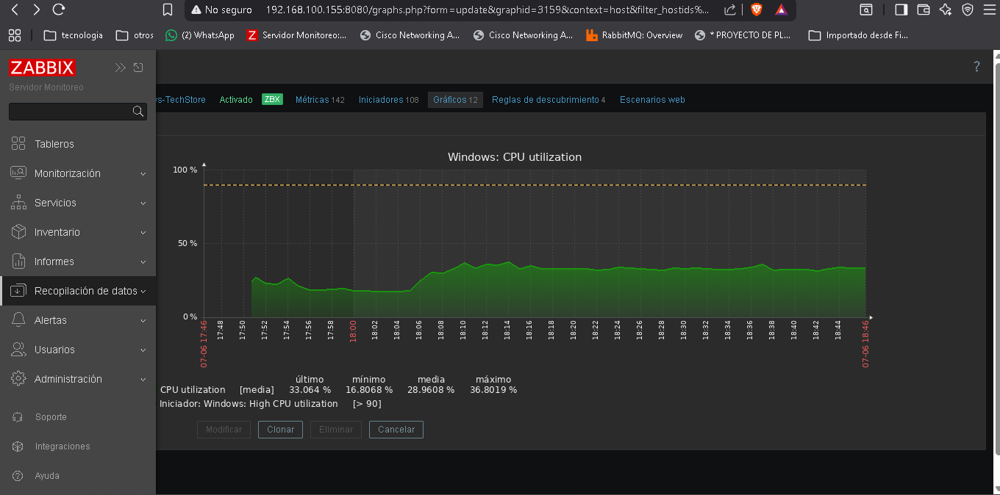 No seguro 192.168.100.155:8080/graphs.php?form=update&graphid=3159&context=host&filter_hostids%...
tecnologia otros (2) WhatsApp Servidor Monitoreo:... Cisco Networking A... Cisco Networking A... RabbitMQ: Overview * PROYECTO DE PL... Importado desde Fi...
ZABBIX
Servidor Monitoreo
?
s-TechStore Activado ZBX Métricas 142 Iniciadores 108 Gráficos 12 Reglas de descubrimiento 4 Escenarios web
Tableros
Monitorización
Servicios
Inventario
Informes
Recopilación de datos
Alertas
Usuarios
Administración
Soporte
Integraciones
Ayuda
Windows: CPU utilization
100 %
50 %
0 %
07-06 17:46 17:48 17:50 17:52 17:54 17:56 17:58 18:00 18:02 18:04 18:06 18:08 18:10 18:12 18:14 18:16 18:18 18:20 18:22 18:24 18:26 18:28 18:30 18:32 18:34 18:36 18:38 18:40 18:42 18:44 07-06 18:46
último mínimo media máximo
CPU utilization [media] 33.064 % 16.8068 % 28.9608 % 36.8019 %
Iniciador: Windows: High CPU utilization [> 90]
Modificar Clonar Eliminar Cancelar